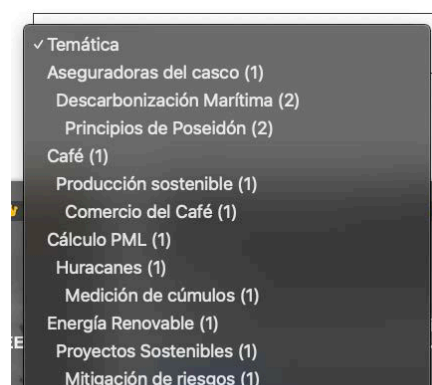 ✓ Temática
Aseguradoras del casco (1)
Descarbonización Marítima (2)
Principios de Poseidón (2)
Café (1)
Producción sostenible (1)
Comercio del Café (1)
Cálculo PML (1)
Huracanes (1)
Medición de cúmulos (1)
Energía Renovable (1)
Proyectos Sostenibles (1)
Mitigación de riesgos (1)